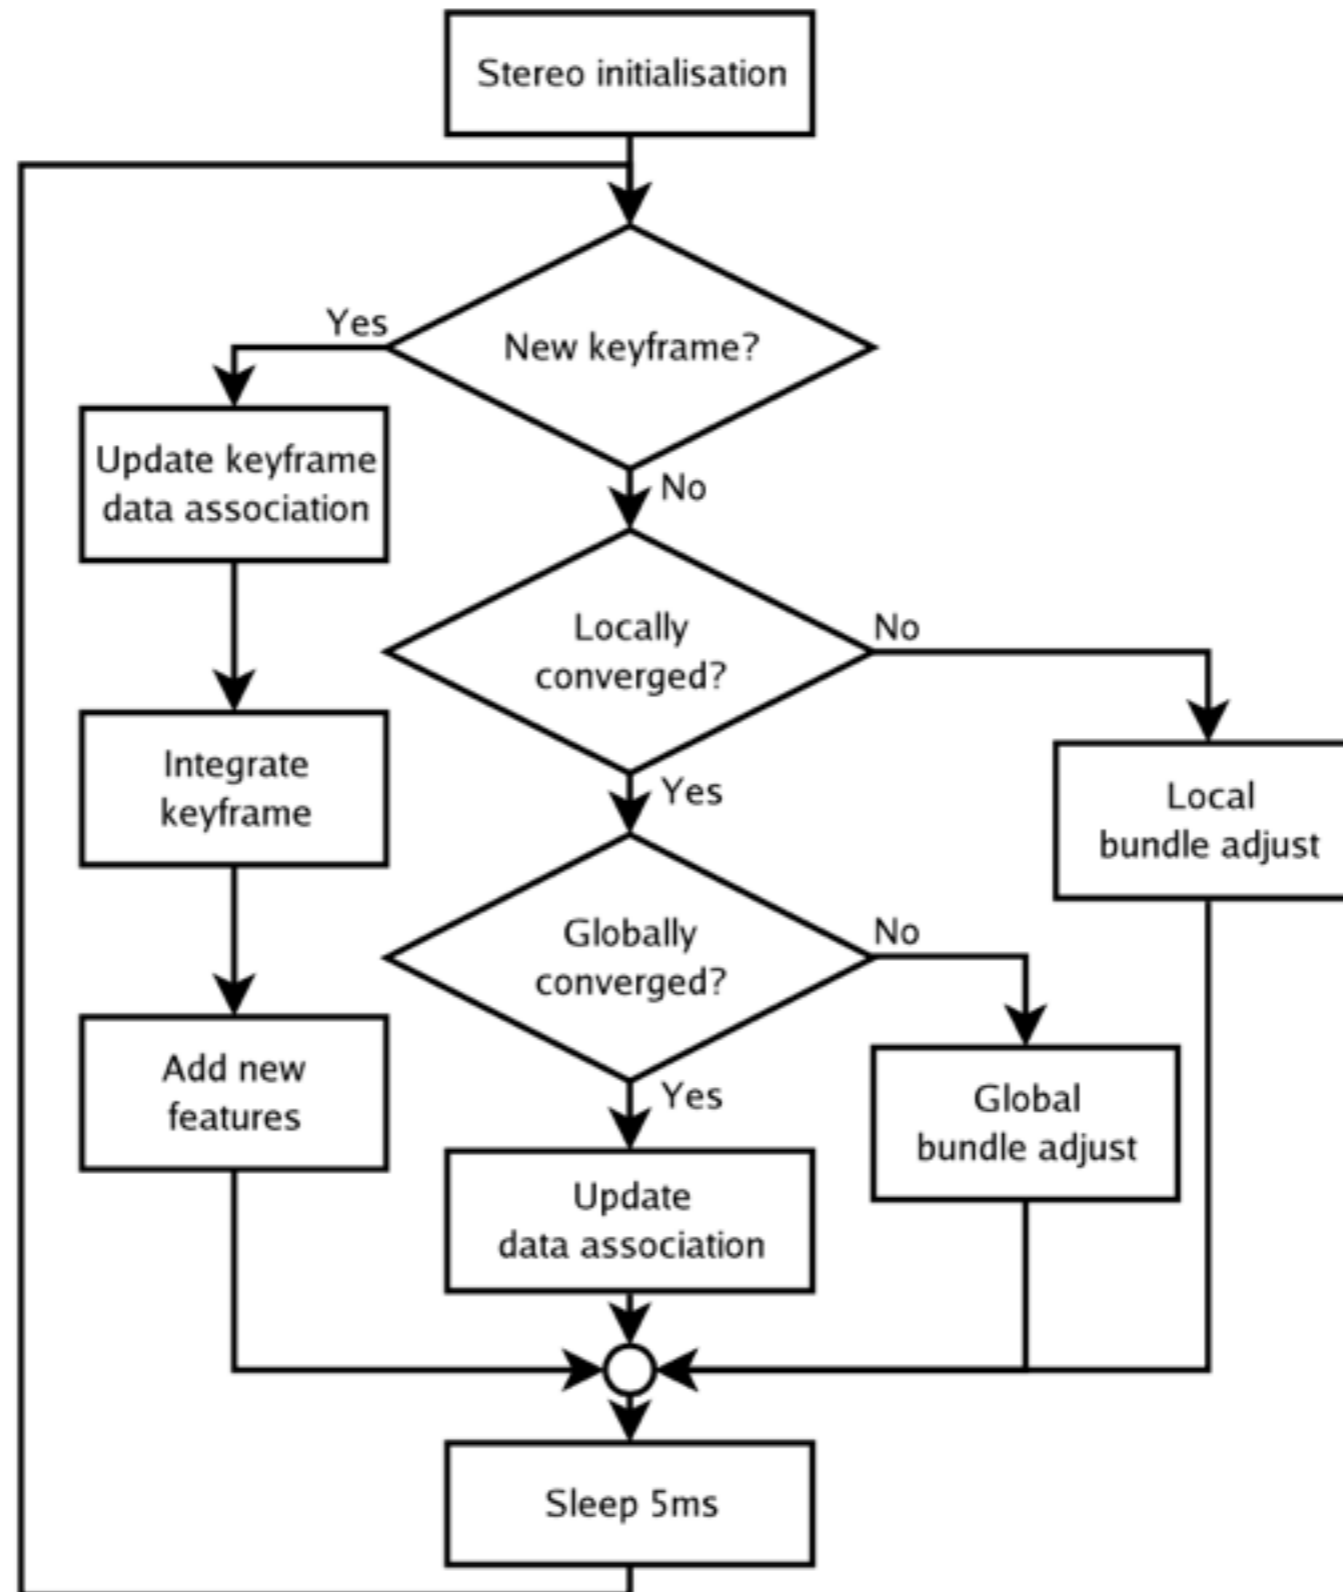 Stereo initialisation
New keyframe?
Yes
No
Update keyframe
data association
Integrate
keyframe
Add new
features
Locally
converged?
No
Yes
Local
bundle adjust
Globally
converged?
No
Yes
Global
bundle adjust
Update
data association
Sleep 5ms